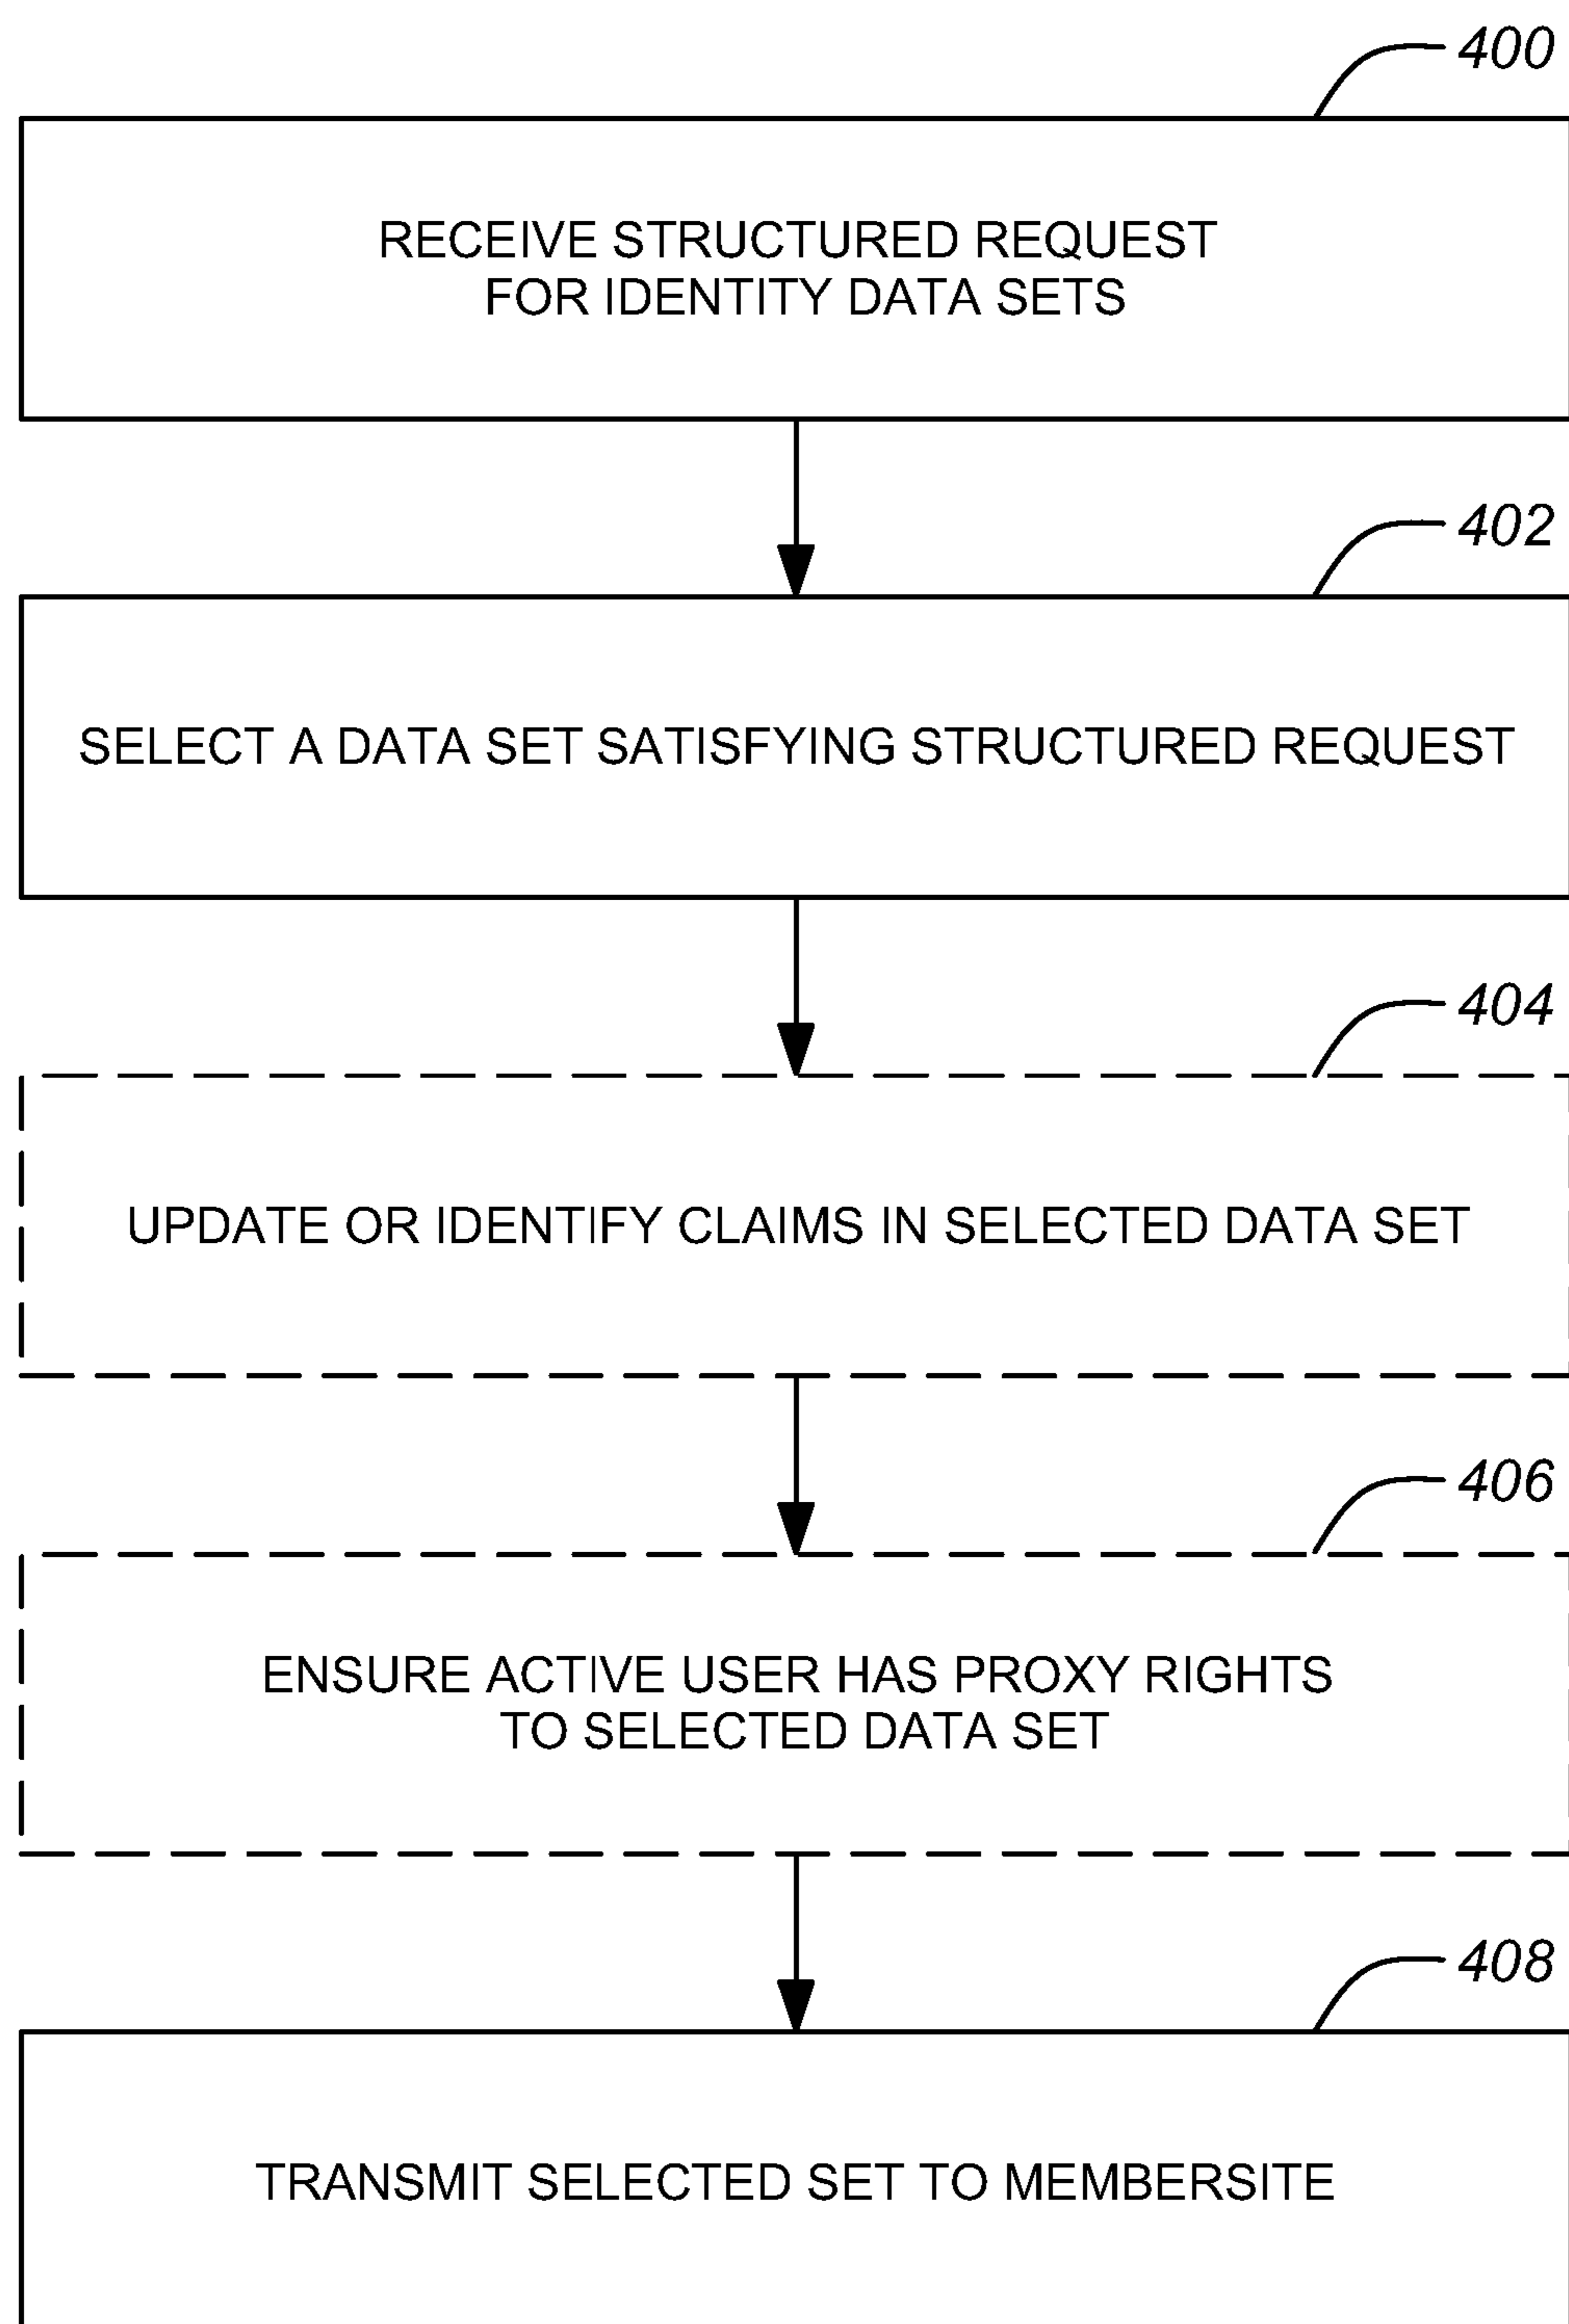 400
RECEIVE STRUCTURED REQUEST
FOR IDENTITY DATA SETS
402
SELECT A DATA SET SATISFYING STRUCTURED REQUEST
404
UPDATE OR IDENTIFY CLAIMS IN SELECTED DATA SET
406
ENSURE ACTIVE USER HAS PROXY RIGHTS
TO SELECTED DATA SET
408
TRANSMIT SELECTED SET TO MEMBERSITE